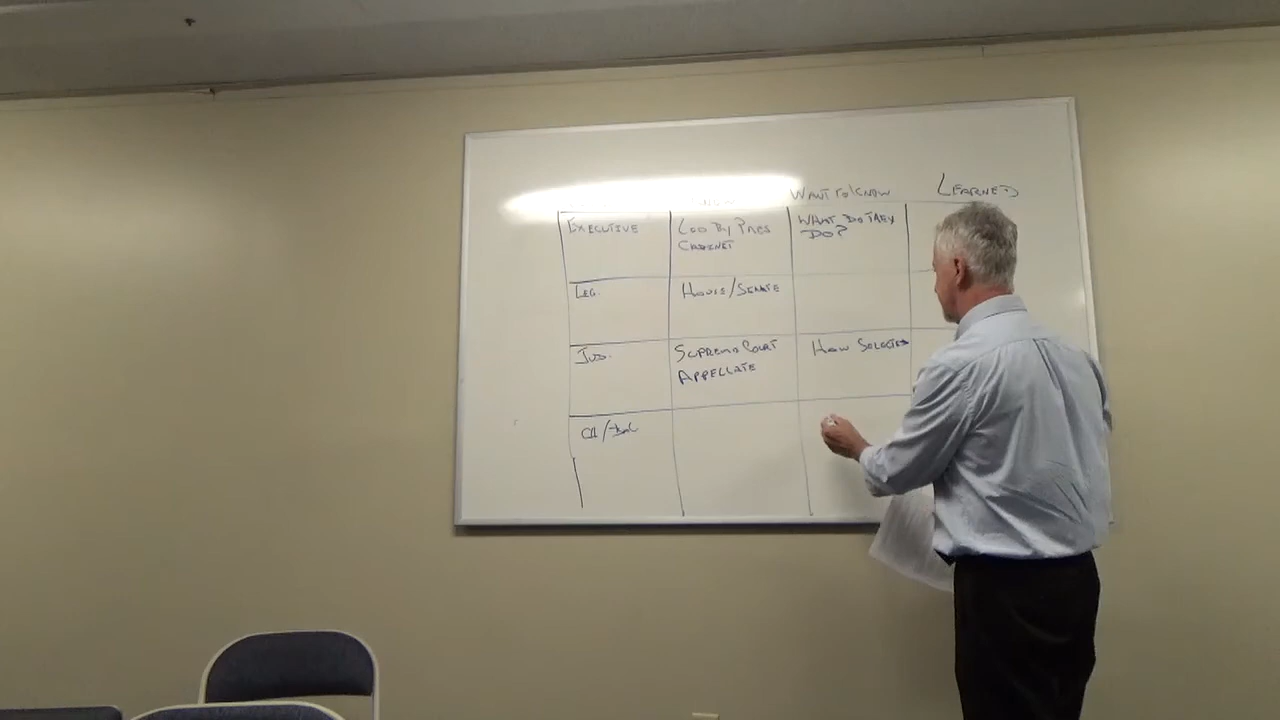 WANT TO KNOW
LEARNED
EXECUTIVE
LED BY PRES
CABINET
WHAT DO THEY
DO?
LEG.
HOUSE/SENATE
JUD.
SUPREME COURT
APPELLATE
HOW SELECTED